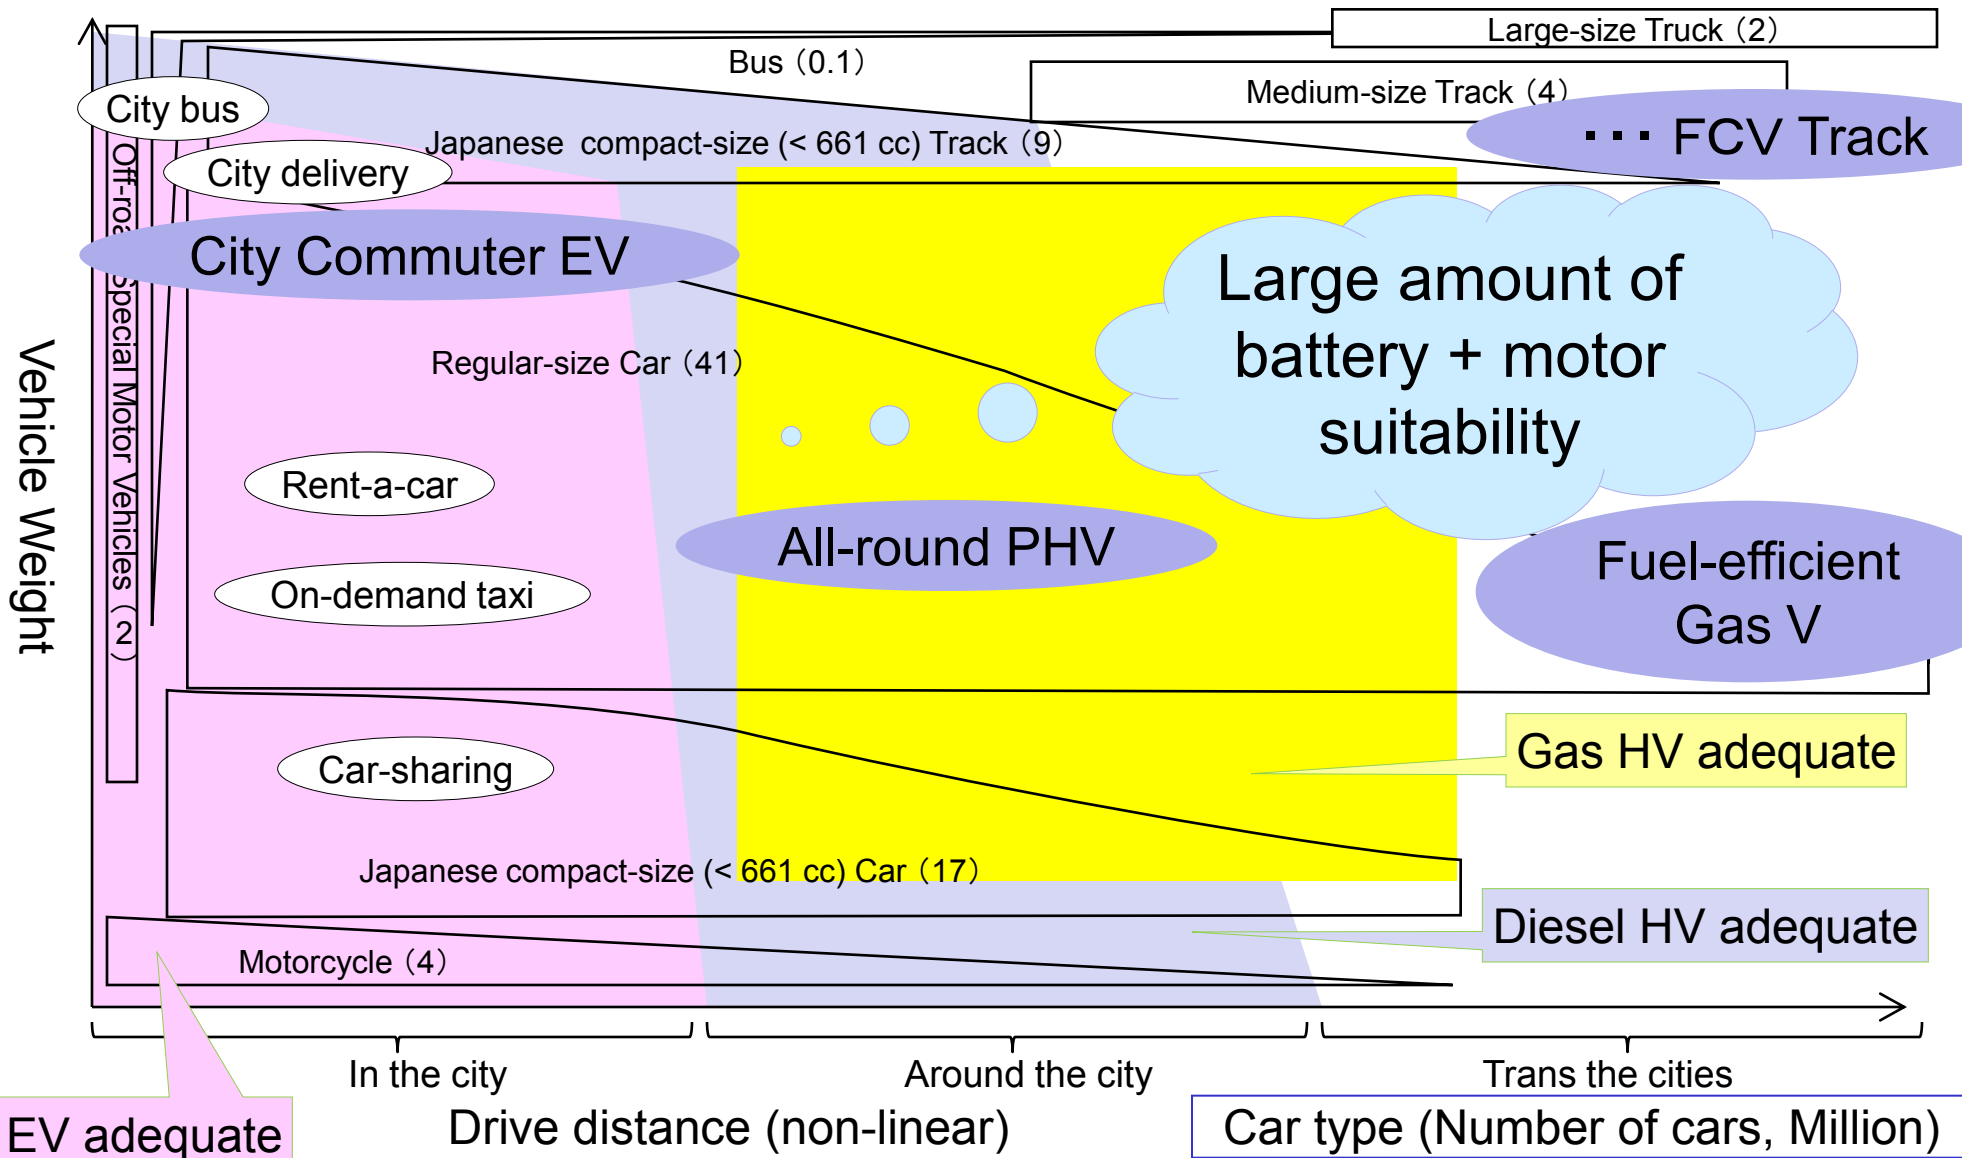 Large-size Truck（2）
Bus（0.1）
Medium-size Track（4）
City bus
Japanese compact-size (< 661 cc) Track（9）
··· FCV Track
City delivery
City Commuter EV
Large amount of
battery + motor
suitability
Vehicle Weight
Off-road Special Motor Vehicles（2）
Regular-size Car（41）
Rent-a-car
All-round PHV
On-demand taxi
Fuel-efficient
Gas V
Gas HV adequate
Car-sharing
Japanese compact-size (< 661 cc) Car（17）
Diesel HV adequate
Motorcycle（4）
In the city
Around the city
Trans the cities
EV adequate
Drive distance (non-linear)
Car type (Number of cars, Million)